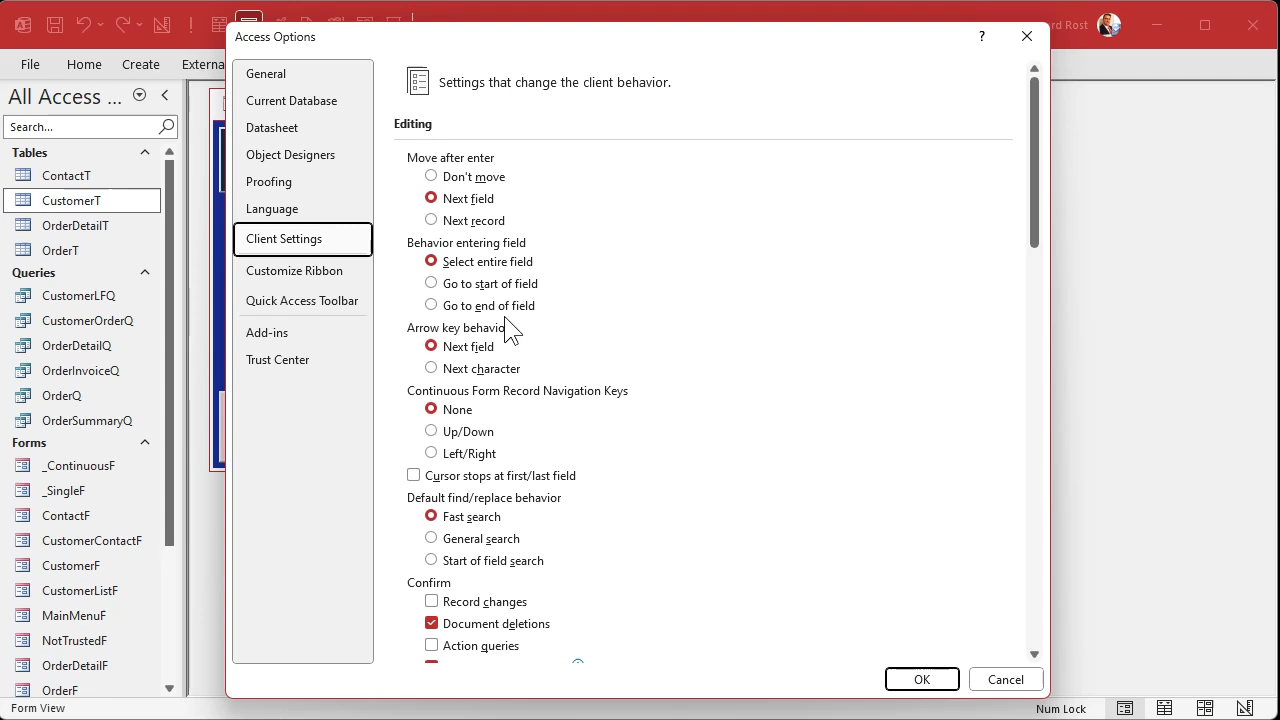 rd Rost
File
Home
Create
Externa
All Access ...
Search...
Tables
ContactT
CustomerT
OrderDetailT
OrderT
Queries
CustomerLFQ
CustomerOrderQ
OrderDetailQ
OrderInvoiceQ
OrderQ
OrderSummaryQ
Forms
_ContinuousF
_SingleF
ContactF
CustomerContactF
CustomerF
CustomerListF
MainMenuF
NotTrustedF
OrderDetailF
OrderF
Access Options
?
General
Current Database
Datasheet
Object Designers
Proofing
Language
Client Settings
Customize Ribbon
Quick Access Toolbar
Add-ins
Trust Center
Settings that change the client behavior.
Editing
Move after enter
Don't move
Next field
Next record
Behavior entering field
Select entire field
Go to start of field
Go to end of field
Arrow key behavio
Next field
Next character
Continuous Form Record Navigation Keys
None
Up/Down
Left/Right
Cursor stops at first/last field
Default find/replace behavior
Fast search
General search
Start of field search
Confirm
Record changes
Document deletions
Action queries
OK
Cancel
Form View
Num Lock